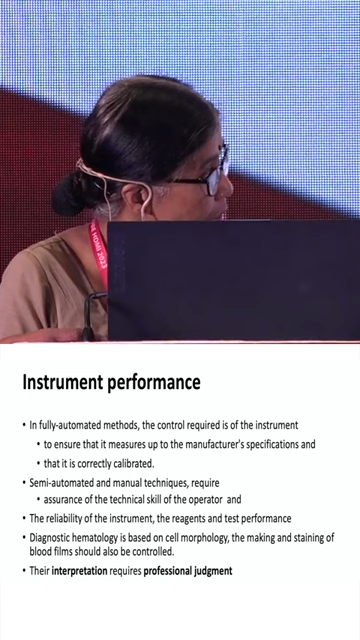 HDMI 2023
Instrument performance
• In fully-automated methods, the control required is of the instrument
• to ensure that it measures up to the manufacturer's specifications and
• that it is correctly calibrated.
• Semi-automated and manual techniques, require
• assurance of the technical skill of the operator and
• The reliability of the instrument, the reagents and test performance
• Diagnostic hematology is based on cell morphology, the making and staining of
blood films should also be controlled.
• Their interpretation requires professional judgment